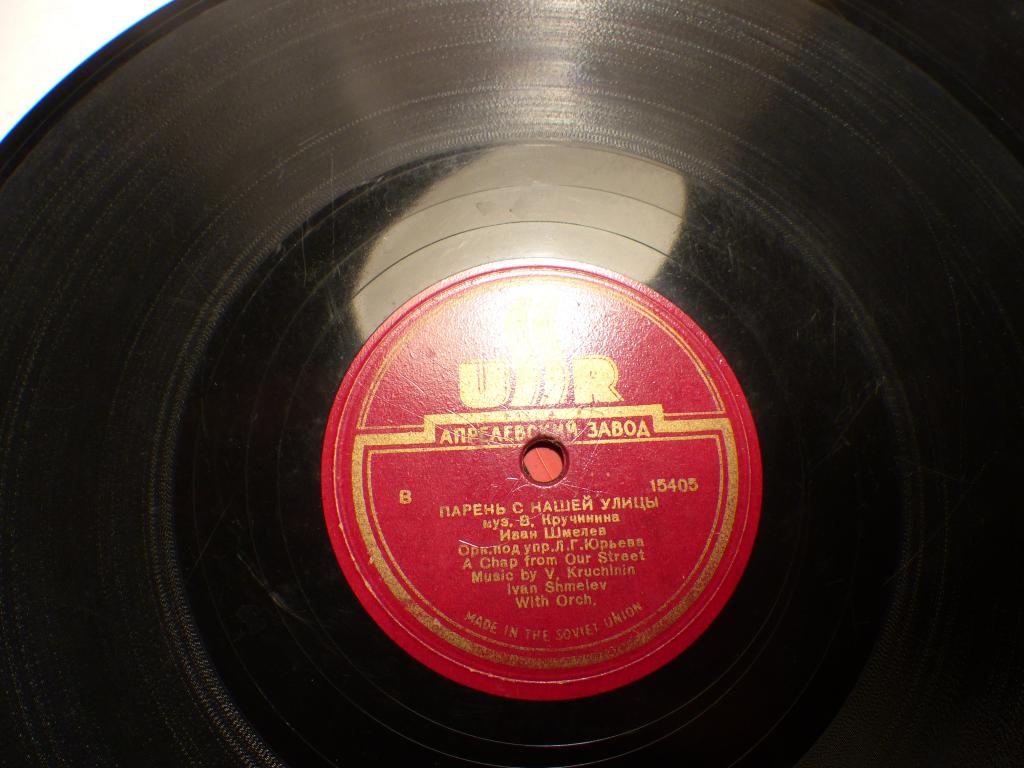 USSR
АПРЕЛЕВСКИЙ ЗАВОД
В 15405
ПАРЕНЬ С НАШЕЙ УЛИЦЫ
муз. В. Кручинина
Иван Шмелев
Орк.под упр.Л.Г.Юрьева
A Chap from Our Street
Music by V. Kruchinin
Ivan Shmelev
With Orch.
MADE IN THE SOVIET UNION